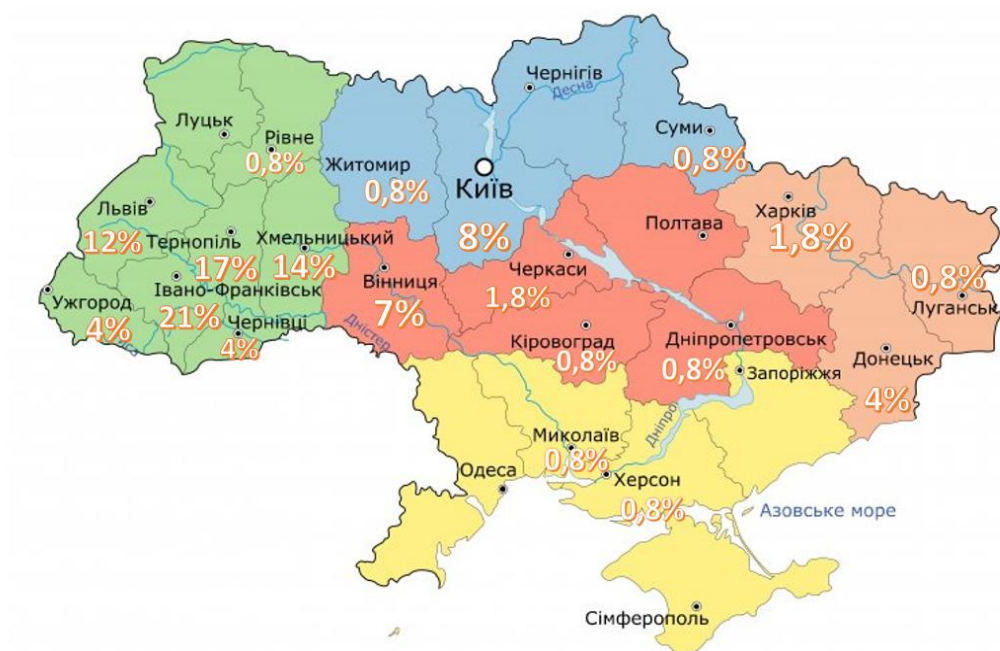 Чернігів
Десна
Луцьк
Рівне
0,8%
Суми
0,8%
Житомир
0,8%
Київ
8%
Львів
12%
Тернопіль
17%
Хмельницький
14%
Полтава
Харків
1,8%
Вінниця
7%
Черкаси
1,8%
0,8%
Луганськ
Ужгород
4%
Івано-Франківськ
21%
Чернівці
4%
Дністер
Кіровоград
0,8%
Дніпропетровськ
0,8%
Донецьк
4%
Запоріжжя
Дніпро
Миколаїв
0,8%
Одеса
Херсон
0,8%
Азовське море
Сімферополь